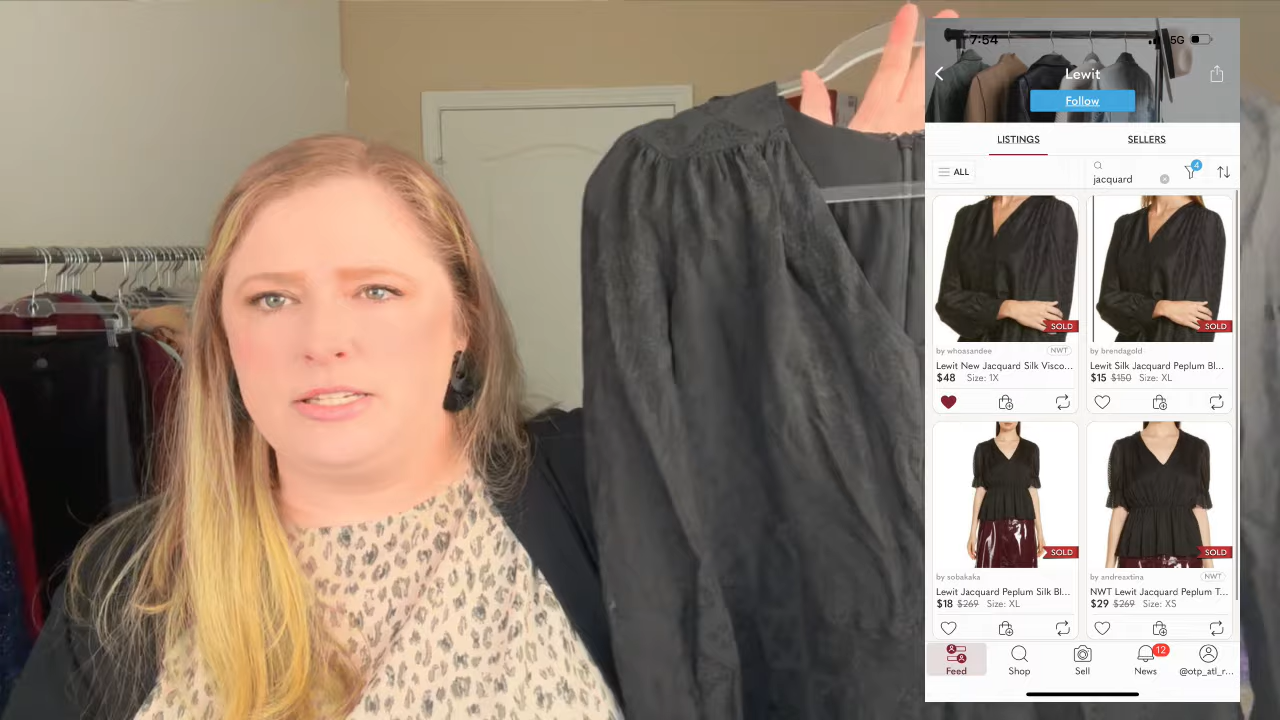 7:54
5G
Lewit
Follow
LISTINGS
SELLERS
ALL
jacquard
4
SOLD
SOLD
by whoasandee
NWT
by brendagold
Lewit New Jacquard Silk Visco...
Lewit Silk Jacquard Peplum Bl...
$48 Size: 1X
$15 $150 Size: XL
SOLD
SOLD
by sobakaka
by andreaxtina
NWT
Lewit Jacquard Peplum Silk Bl...
NWT Lewit Jacquard Peplum T...
$18 $269 Size: XL
$29 $269 Size: XS
12
Feed
Shop
Sell
News
@otp_atl_r...